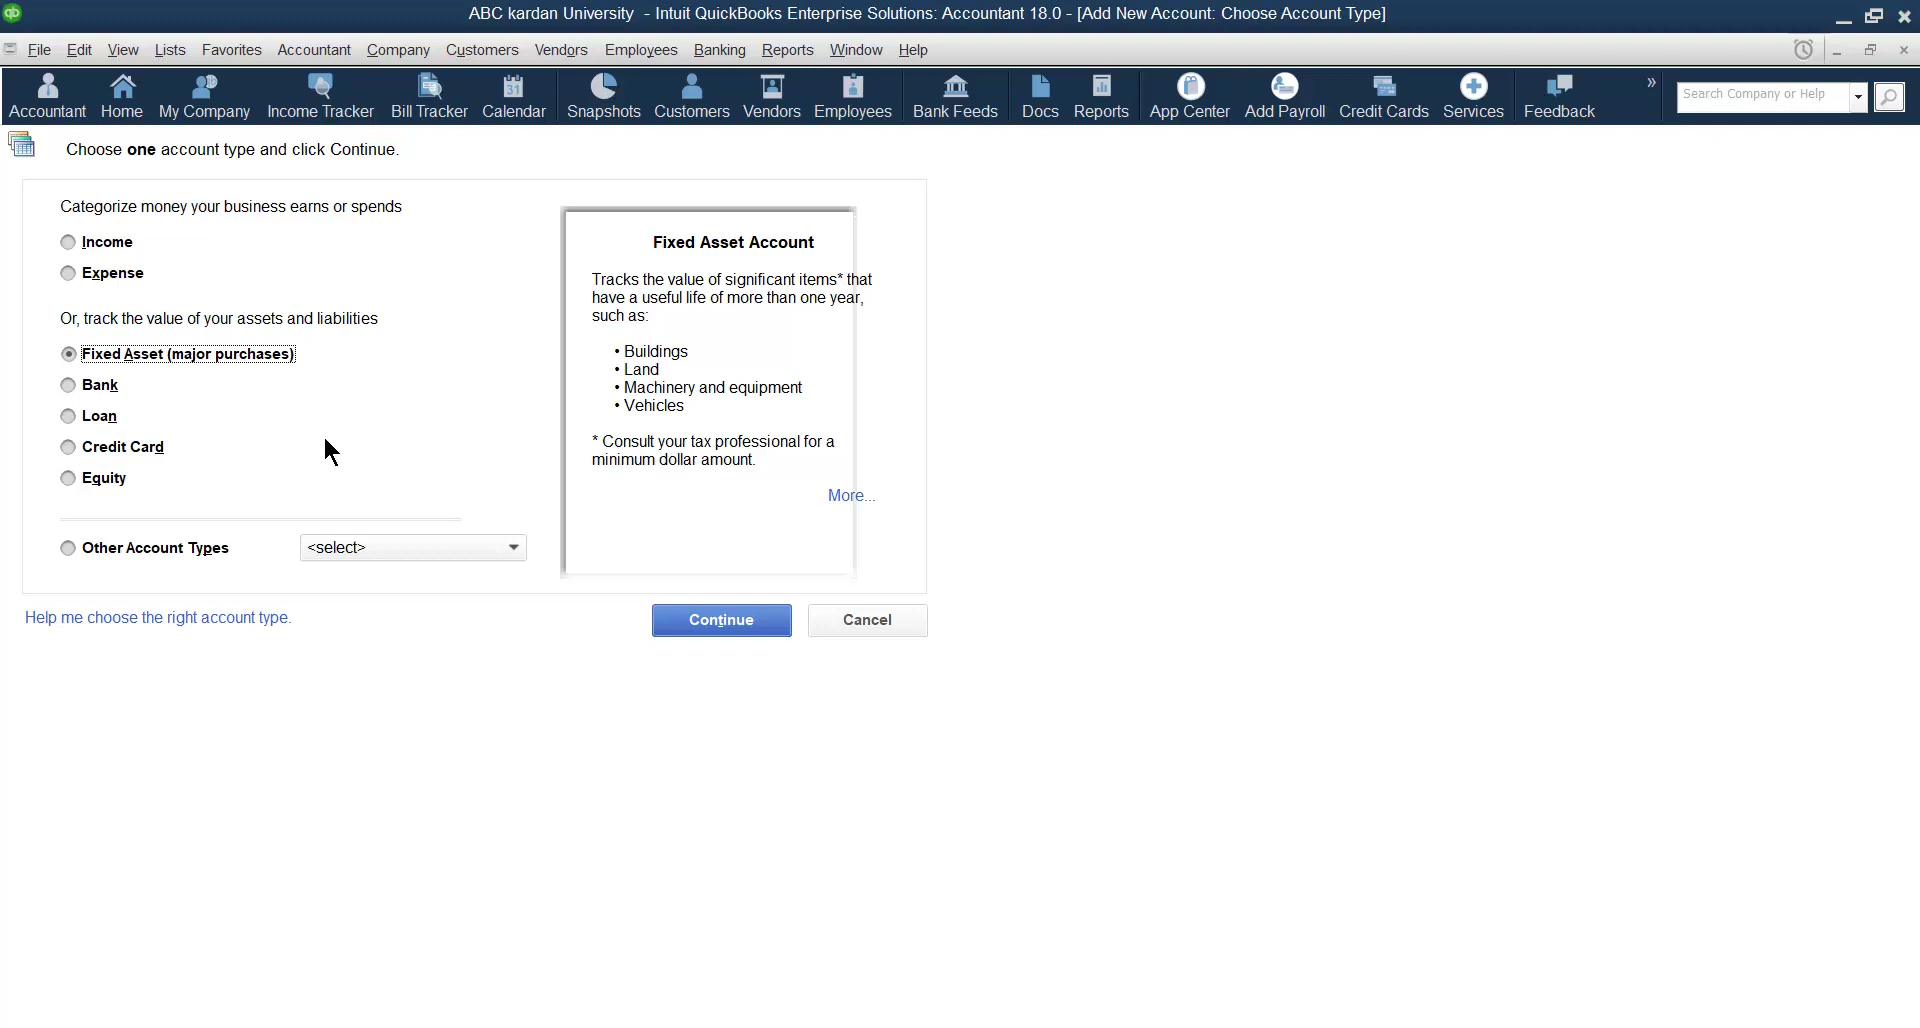 ABC kardan University - Intuit QuickBooks Enterprise Solutions: Accountant 18.0 - [Add New Account: Choose Account Type]
File Edit View Lists Favorites Accountant Company Customers Vendors Employees Banking Reports Window Help
Accountant Home My Company Income Tracker Bill Tracker Calendar Snapshots Customers Vendors Employees Bank Feeds Docs Reports App Center Add Payroll Credit Cards Services Feedback » Search Company or Help
31
Choose one account type and click Continue.
Categorize money your business earns or spends
Income
Expense
Or, track the value of your assets and liabilities
Fixed Asset (major purchases)
Bank
Loan
Credit Card
Equity
Other Account Types <select>
Fixed Asset Account
Tracks the value of significant items* that
have a useful life of more than one year,
such as:
• Buildings
• Land
• Machinery and equipment
• Vehicles
* Consult your tax professional for a
minimum dollar amount.
More...
Help me choose the right account type.
Continue Cancel